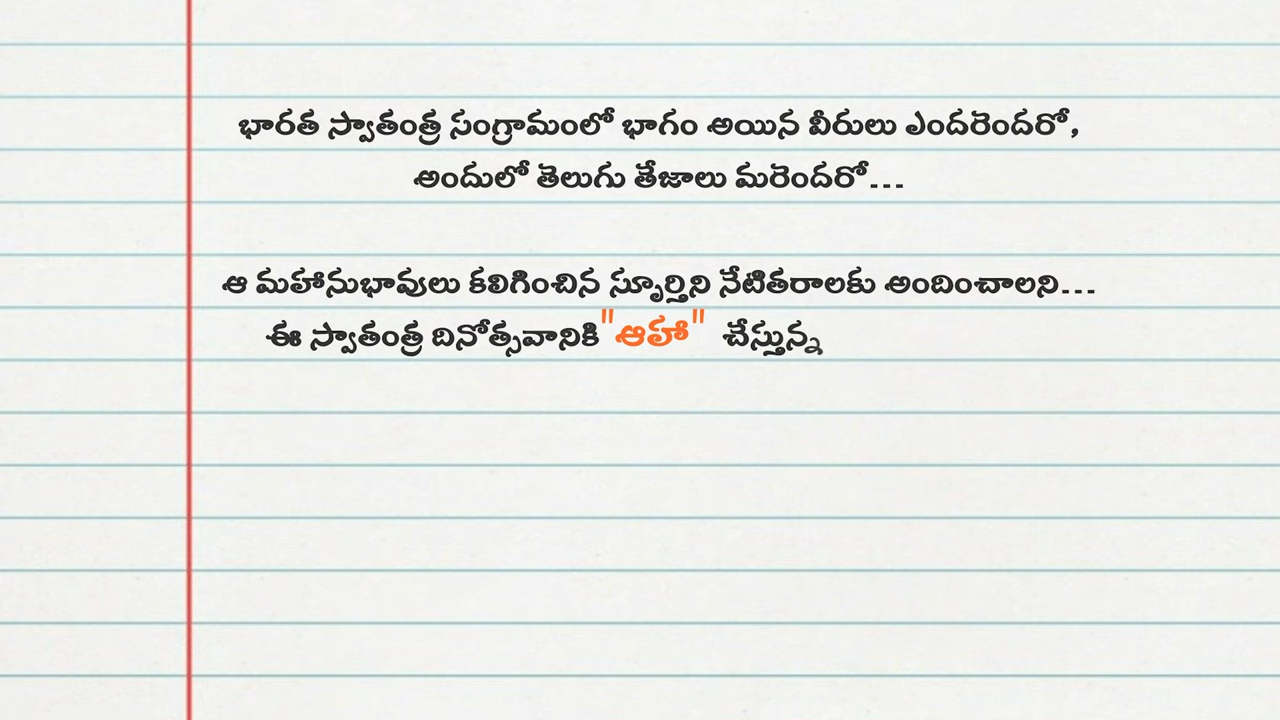 భారత స్వాతంత్ర సంగ్రామంలో భాగం అయిన వీరులు ఎందరెందరో,
అందులో తెలుగు తేజాలు మరెందరో...
ఆ మహానుభావులు కలిగించిన స్ఫూర్తిని నేటితరాలకు అందించాలని...
ఈ స్వాతంత్ర దినోత్సవానికి "ఆహా" చేస్తున్న